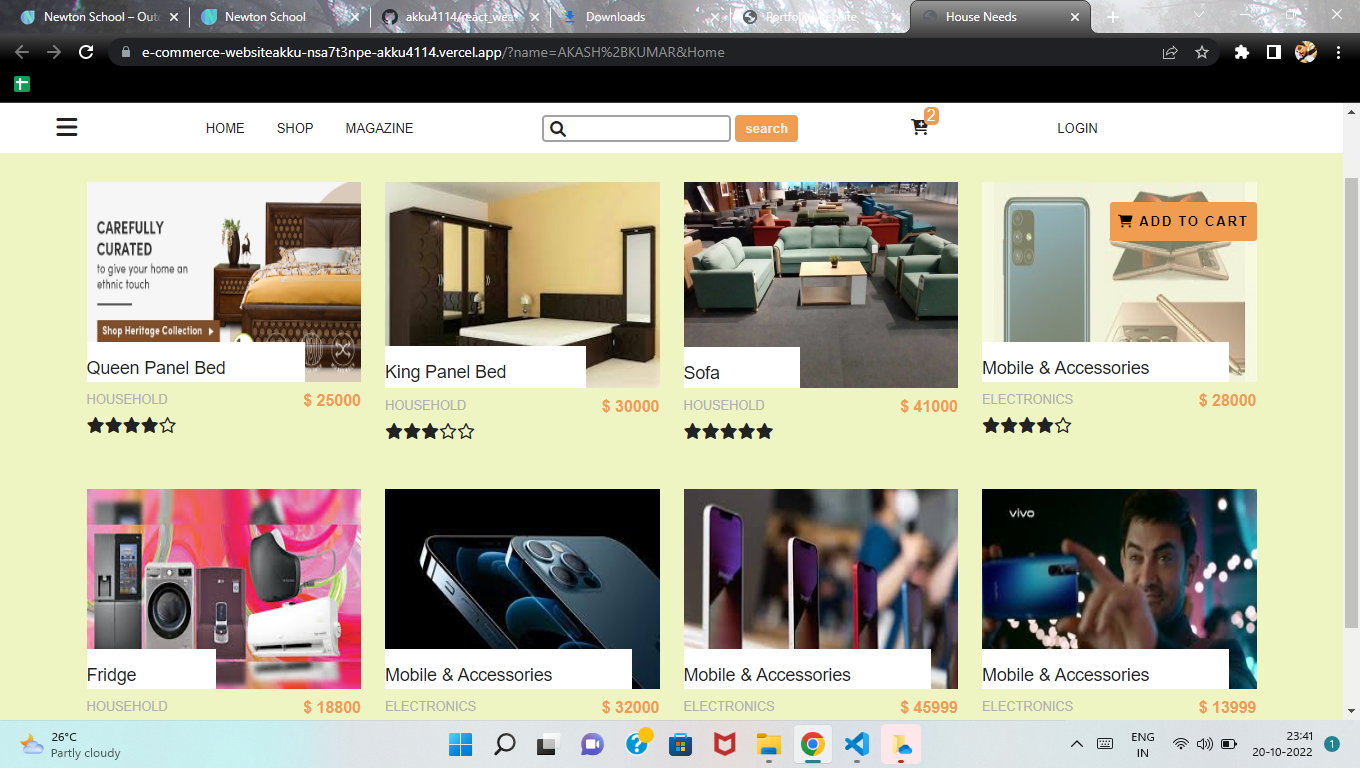 Newton School – Out
Newton School
akku4114/react_wea
Downloads
Portfolio Website
House Needs
e-commerce-websiteakku-nsa7t3npe-akku4114.vercel.app/?name=AKASH%2BKUMAR&Home
HOME
SHOP
MAGAZINE
search
2
LOGIN
CAREFULLY
CURATED
to give your home an
ethnic touch
Shop Heritage Collection
ADD TO CART
Queen Panel Bed
King Panel Bed
Sofa
Mobile & Accessories
HOUSEHOLD
$ 25000
HOUSEHOLD
$ 30000
HOUSEHOLD
$ 41000
ELECTRONICS
$ 28000
vivo
Fridge
Mobile & Accessories
Mobile & Accessories
Mobile & Accessories
HOUSEHOLD
$ 18800
ELECTRONICS
$ 32000
ELECTRONICS
$ 45999
ELECTRONICS
$ 13999
26°C
Partly cloudy
ENG
IN
23:41
20-10-2022
1